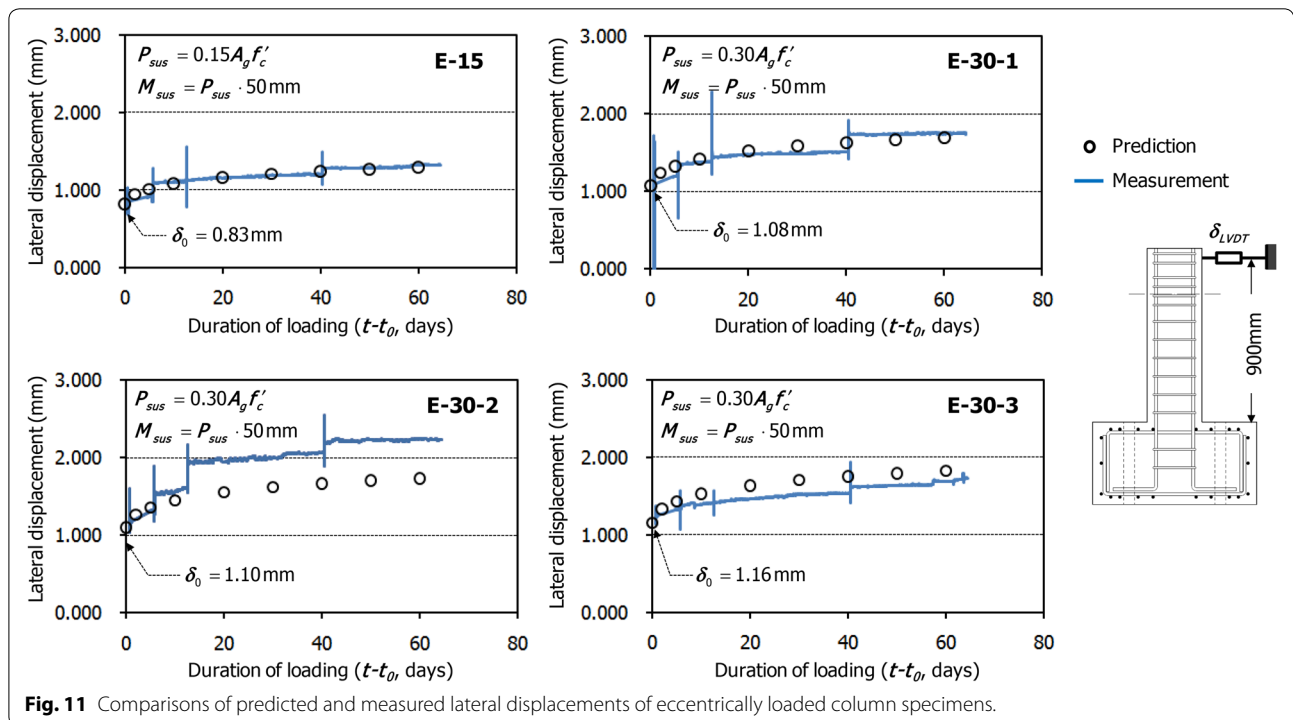 3.000
2.000
1.000
0.000
Lateral displacement (mm)
P_sus = 0.15A_g f'_c
M_sus = P_sus · 50mm
E-15
δ_0 = 0.83mm
0 20 40 60 80
Duration of loading (t-t_0, days)
3.000
2.000
1.000
0.000
Lateral displacement (mm)
P_sus = 0.30A_g f'_c
M_sus = P_sus · 50mm
E-30-1
δ_0 = 1.08mm
0 20 40 60 80
Duration of loading (t-t_0, days)
Prediction
Measurement
δ_LVDT
900mm
3.000
2.000
1.000
0.000
Lateral displacement (mm)
P_sus = 0.30A_g f'_c
M_sus = P_sus · 50mm
E-30-2
δ_0 = 1.10mm
0 20 40 60 80
Duration of loading (t-t_0, days)
3.000
2.000
1.000
0.000
Lateral displacement (mm)
P_sus = 0.30A_g f'_c
M_sus = P_sus · 50mm
E-30-3
δ_0 = 1.16mm
0 20 40 60 80
Duration of loading (t-t_0, days)
Fig. 11 Comparisons of predicted and measured lateral displacements of eccentrically loaded column specimens.